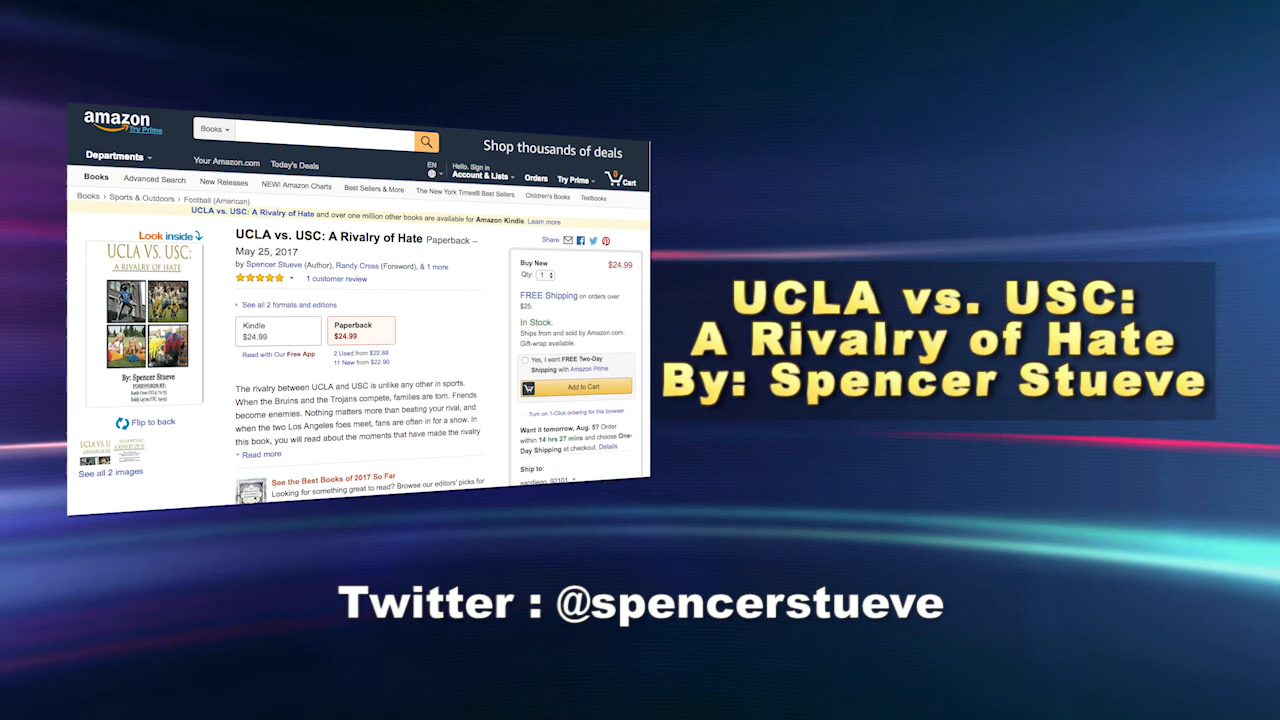 amazon
Try Prime
Books
Shop thousands of deals
Departments
Your Amazon.com
Today's Deals
EN
Hello. Sign in
Account & Lists
Orders
Try Prime
0
Cart
Books
Advanced Search
New Releases
NEW! Amazon Charts
Best Sellers & More
The New York Times® Best Sellers
Children's Books
Textbooks
Books › Sports & Outdoors › Football (American)
UCLA vs. USC: A Rivalry of Hate and over one million other books are available for Amazon Kindle. Learn more
Look inside
UCLA VS. USC:
A RIVALRY OF HATE
By: Spencer Stueve
FOREWORDS BY:
Flip to back
See all 2 images
UCLA vs. USC: A Rivalry of Hate Paperback –
May 25, 2017
by Spencer Stueve (Author), Randy Cross (Foreword), & 1 more
1 customer review
See all 2 formats and editions
Kindle
$24.99
Read with Our Free App
Paperback
$24.99
2 Used from $22.88
11 New from $22.90
The rivalry between UCLA and USC is unlike any other in sports.
When the Bruins and the Trojans compete, families are torn. Friends
become enemies. Nothing matters more than beating your rival, and
when the two Los Angeles foes meet, fans are often in for a show. In
this book, you will read about the moments that have made the rivalry
Read more
See the Best Books of 2017 So Far
Looking for something great to read? Browse our editors' picks for
Share
Buy New
$24.99
Qty: 1
FREE Shipping on orders over
$25.
In Stock.
Ships from and sold by Amazon.com.
Gift-wrap available.
Yes, I want FREE Two-Day
Shipping with Amazon Prime
Add to Cart
Turn on 1-Click ordering for this browser
Want it tomorrow, Aug. 5? Order
within 14 hrs 27 mins and choose One-
Day Shipping at checkout. Details
Ship to:
sandiego, 92101
UCLA vs. USC:
A Rivalry of Hate
By: Spencer Stueve
Twitter : @spencerstueve